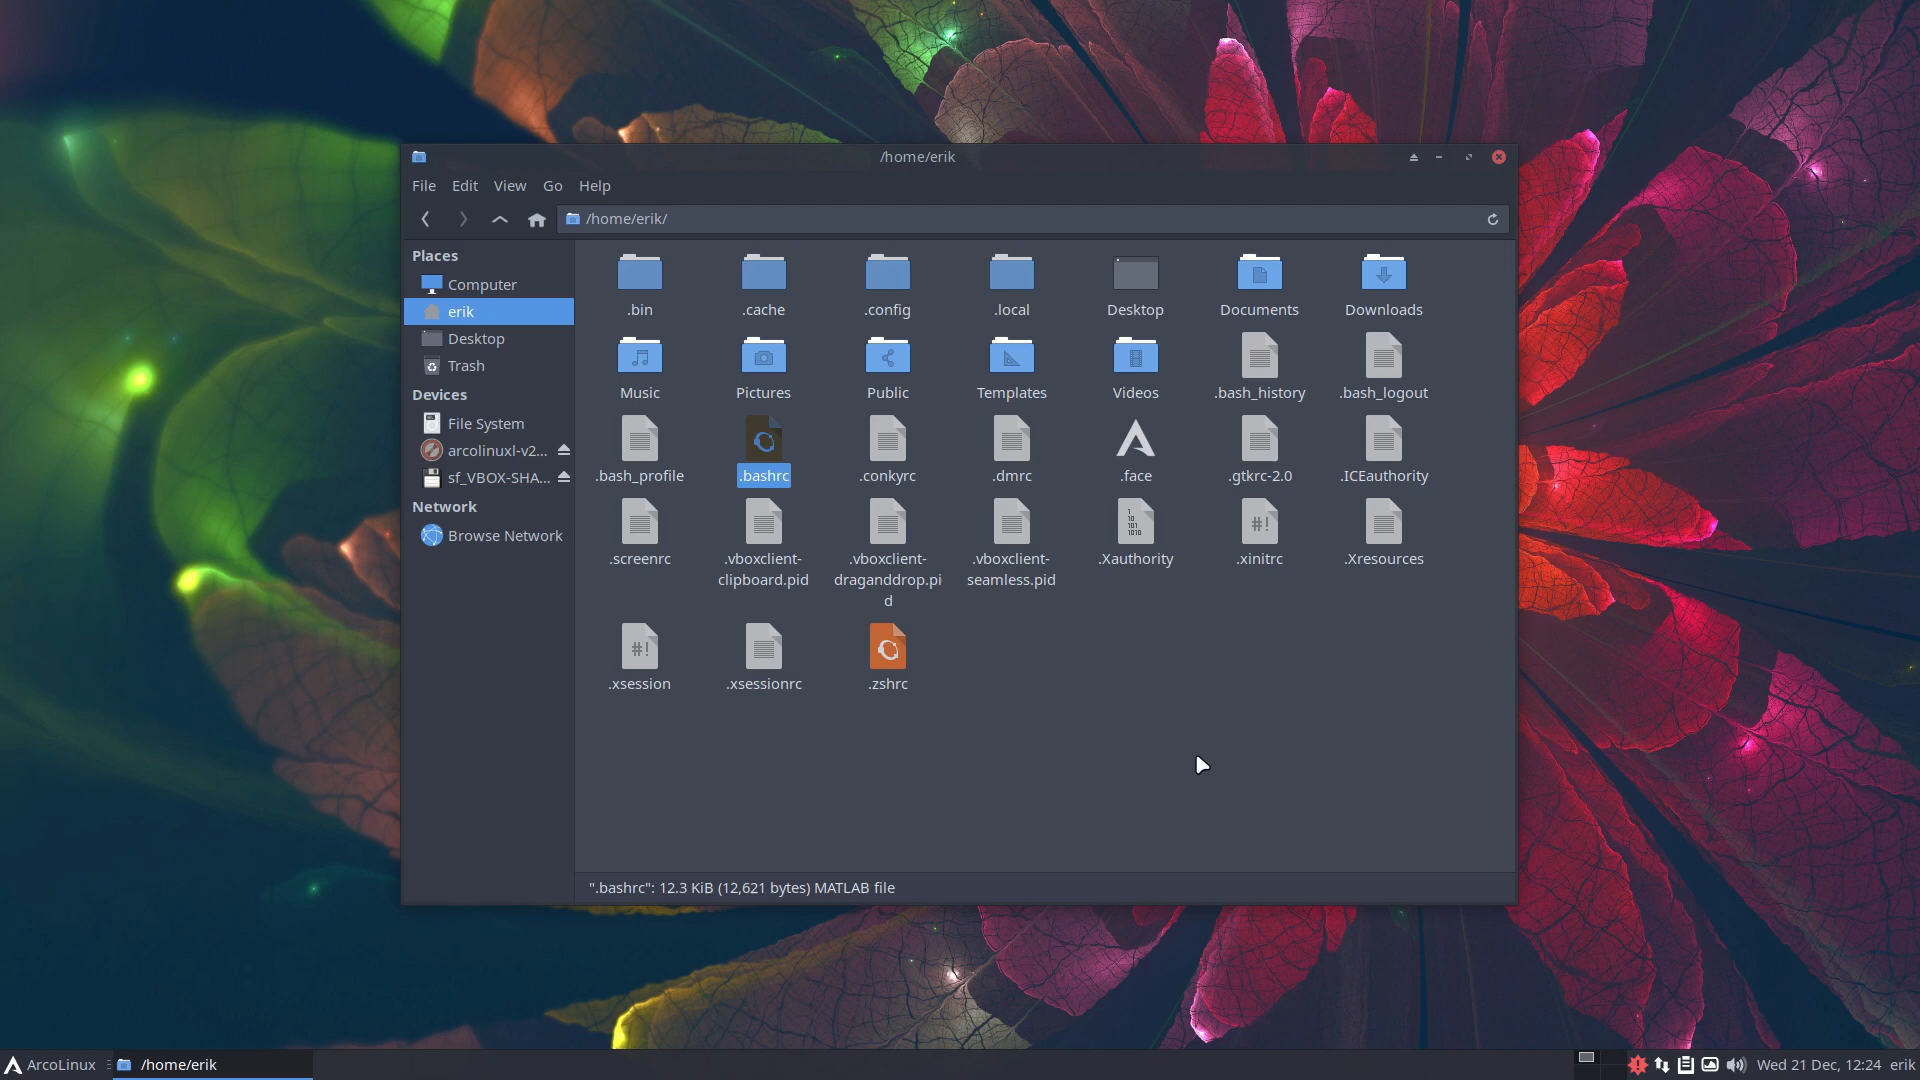 /home/erik
File Edit View Go Help
/home/erik/
Places
Computer
erik
Desktop
Trash
Devices
File System
arcolinuxl-v2...
sf_VBOX-SHA...
Network
Browse Network
.bin .cache .config .local Desktop Documents Downloads
Music Pictures Public Templates Videos .bash_history .bash_logout
.bash_profile .bashrc .conkyrc .dmrc .face .gtkrc-2.0 .ICEauthority
1
10
101
1010
#!
.screenrc .vboxclient- .vboxclient- .vboxclient- .Xauthority .xinitrc .Xresources
clipboard.pid draganddrop.pi seamless.pid
d
#!
.xsession .xsessionrc .zshrc
".bashrc": 12.3 KiB (12,621 bytes) MATLAB file
ArcoLinux /home/erik Wed 21 Dec, 12:24 erik